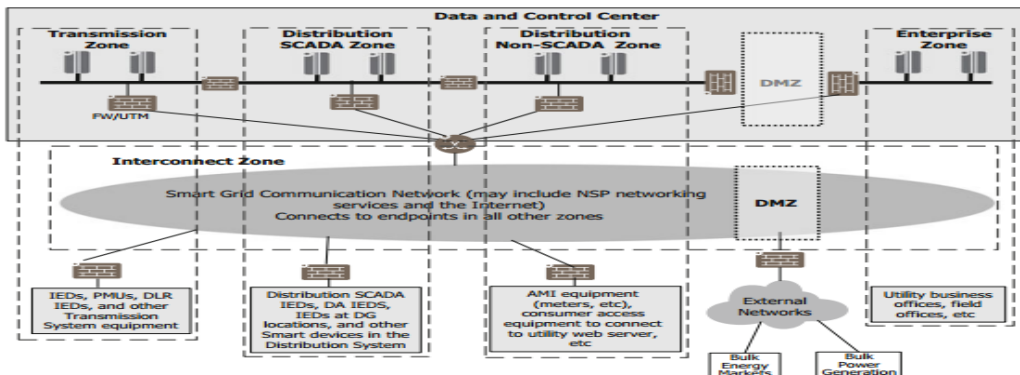 Data and Control Center
Transmission
Zone
Distribution
SCADA Zone
Distribution
Non-SCADA Zone
Enterprise
Zone
DMZ
FW/UTM
Interconnect Zone
Smart Grid Communication Network (may include NSP networking
services and the Internet)
Connects to endpoints in all other zones
DMZ
IEDs, PMUs, DLR
IEDs, and other
Transmission
System equipment
Distribution SCADA
IEDs, DA IEDS,
IEDs at DG
locations, and other
Smart devices in the
Distribution System
AMI equipment
(meters, etc), consumer access
equipment to connect
to utility web server,
etc
External
Networks
Utility business
offices, field
offices, etc
Bulk
Energy
Markets
Bulk
Power
Generation